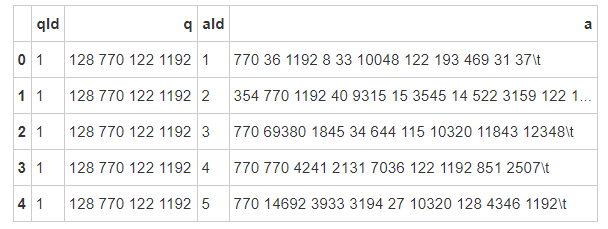 qId q aId a
0 1 128 770 122 1192 1 770 36 1192 8 33 10048 122 193 469 31 37\t
1 1 128 770 122 1192 2 354 770 1192 40 9315 15 3545 14 522 3159 122 1...
2 1 128 770 122 1192 3 770 69380 1845 34 644 115 10320 11843 12348\t
3 1 128 770 122 1192 4 770 770 4241 2131 7036 122 1192 851 2507\t
4 1 128 770 122 1192 5 770 14692 3933 3194 27 10320 128 4346 1192\t